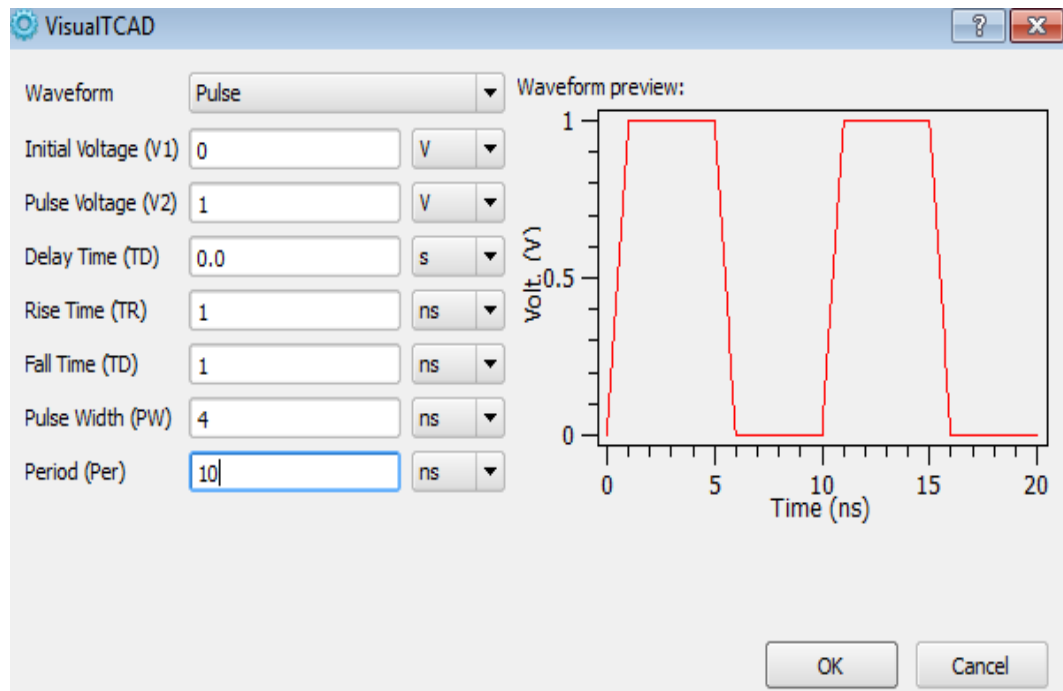 VisualTCAD
Waveform Pulse
Initial Voltage (V1) 0 V
Pulse Voltage (V2) 1 V
Delay Time (TD) 0.0 s
Rise Time (TR) 1 ns
Fall Time (TD) 1 ns
Pulse Width (PW) 4 ns
Period (Per) 10 ns
Waveform preview:
1
0.5
0
Volt. (V)
0 5 10 15 20
Time (ns)
OK Cancel